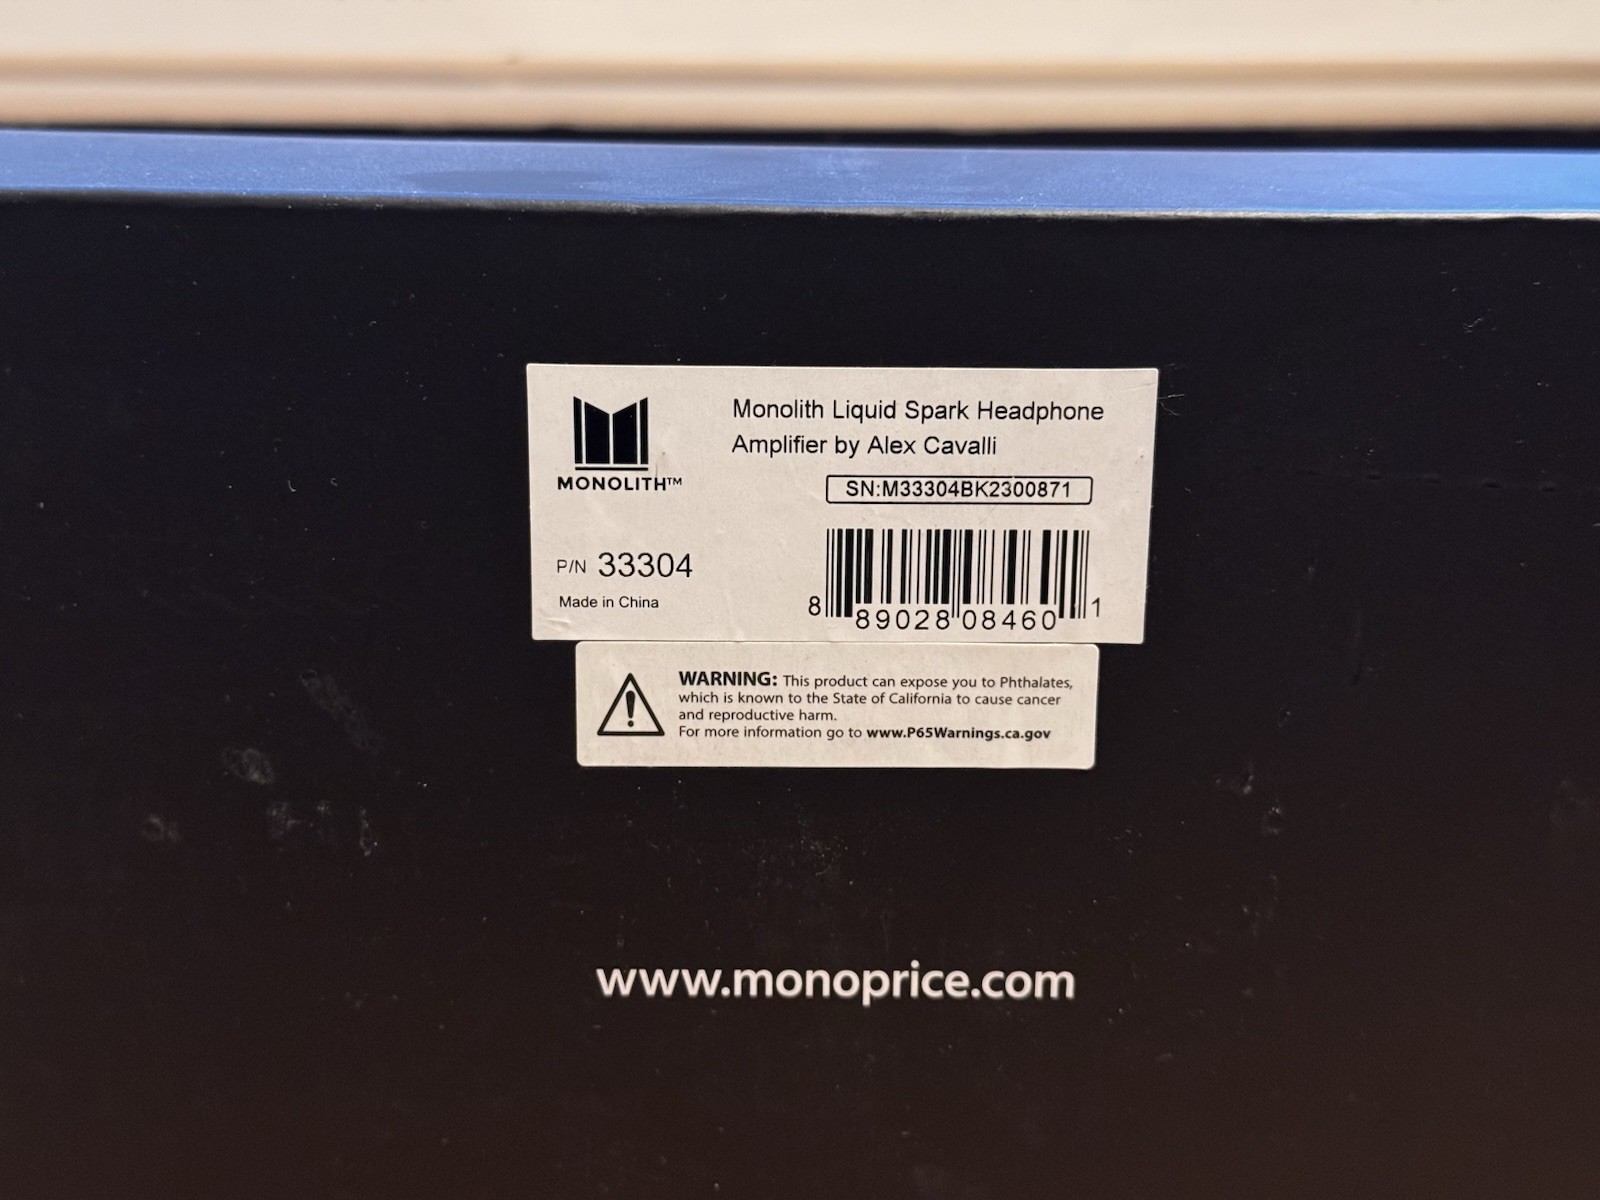 Monolith Liquid Spark Headphone
Amplifier by Alex Cavalli
MONOLITH™
SN:M33304BK2300871
P/N 33304
Made in China
8 89028 08460 1
WARNING: This product can expose you to Phthalates,
which is known to the State of California to cause cancer
and reproductive harm.
For more information go to www.P65Warnings.ca.gov
www.monoprice.com